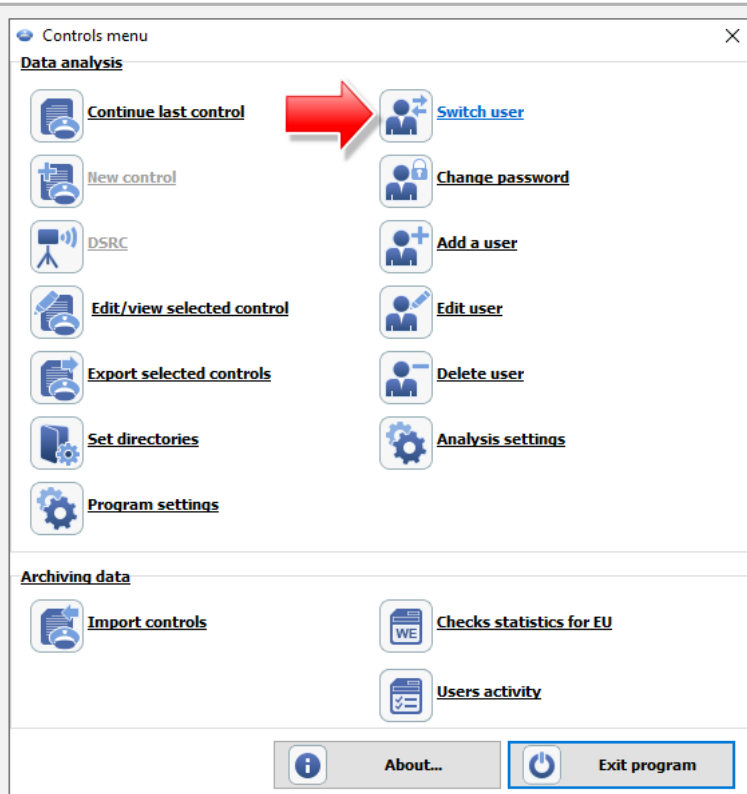 Controls menu
Data analysis
Continue last control
Switch user
New control
Change password
DSRC
Add a user
Edit/view selected control
Edit user
Export selected controls
Delete user
Set directories
Analysis settings
Program settings
Archiving data
Import controls
WE
Checks statistics for EU
Users activity
About...
Exit program